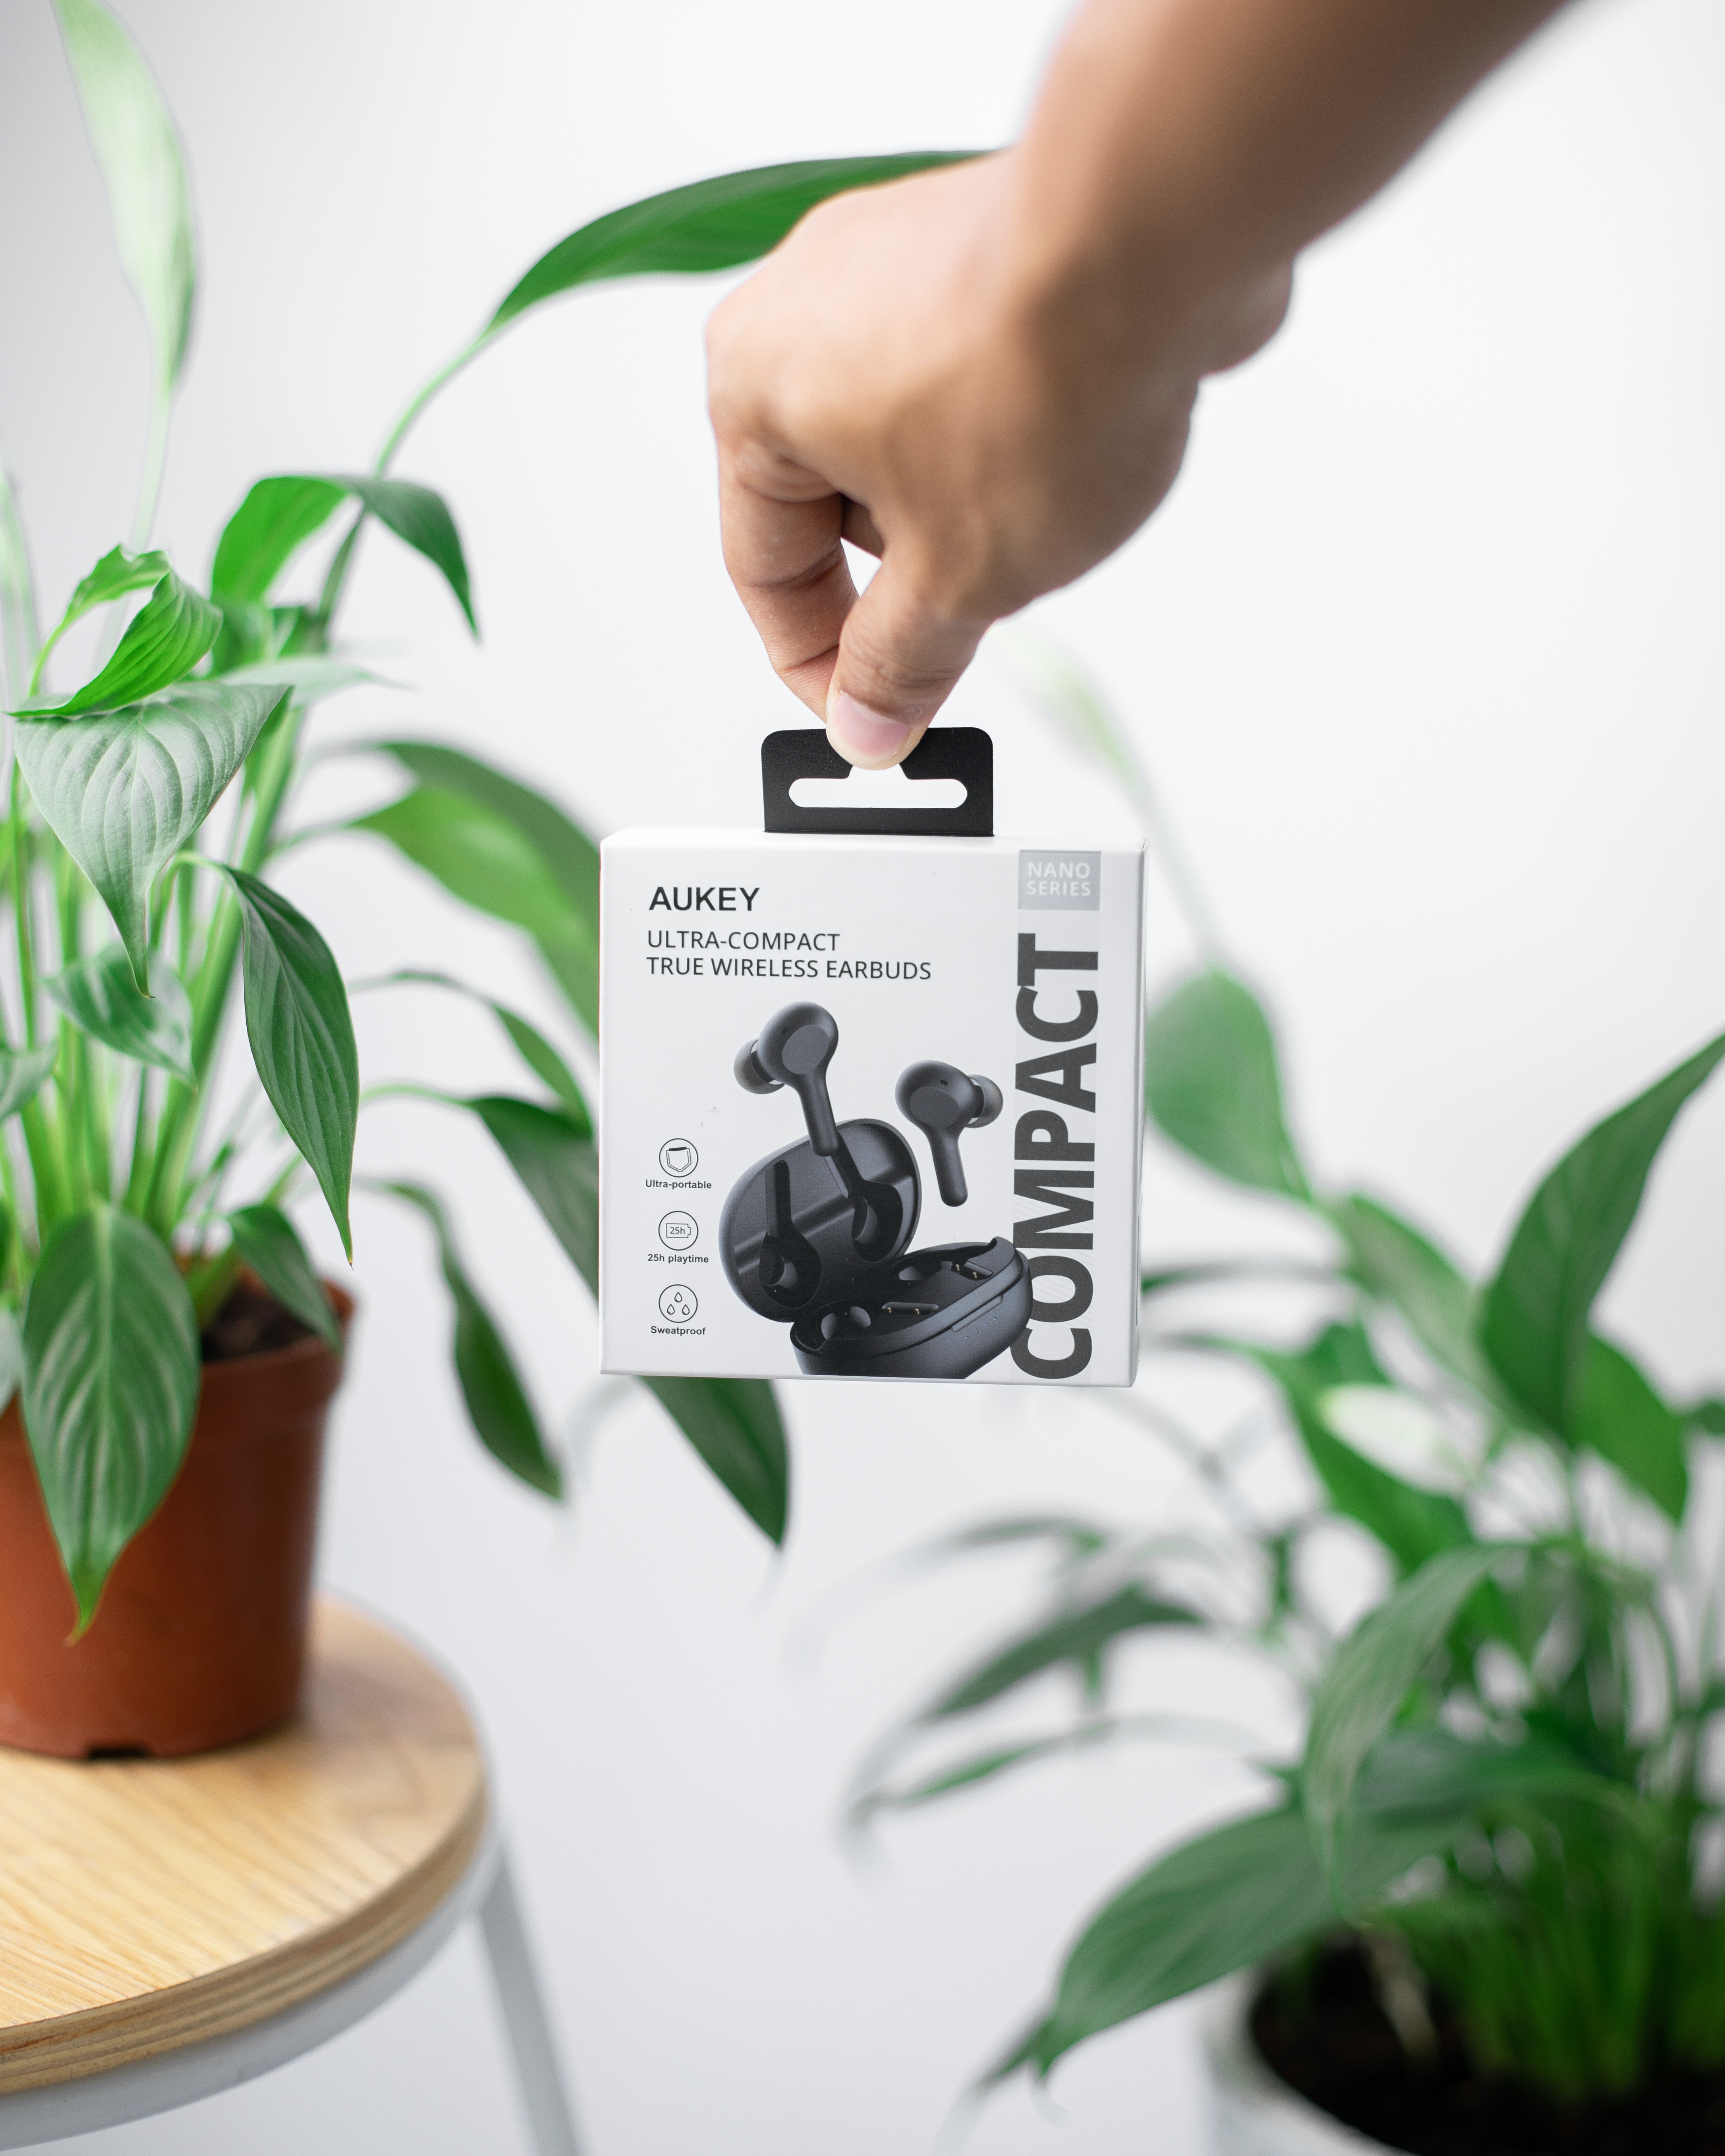 AUKEY
ULTRA-COMPACT
TRUE WIRELESS EARBUDS
NANO
SERIES
COMPACT
Ultra-portable
25h
25h playtime
Sweatproof